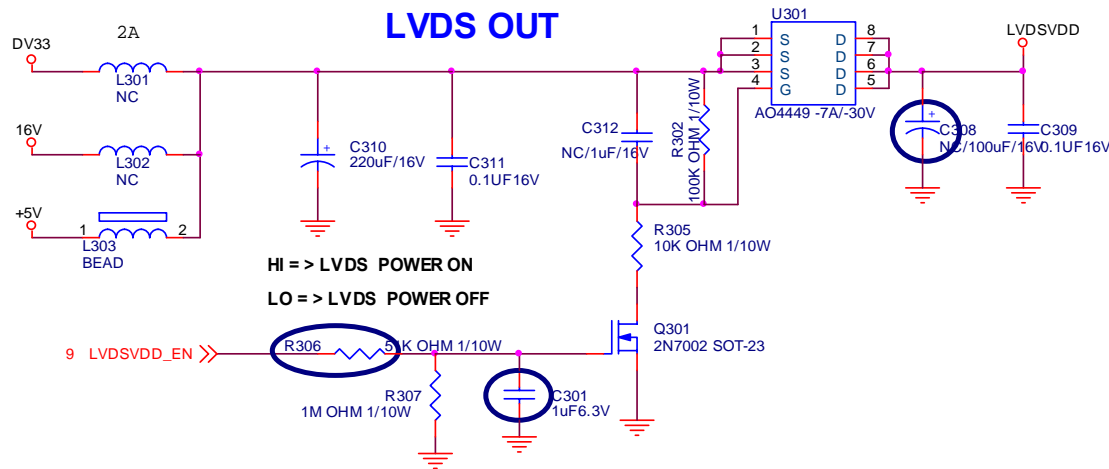 LVDS OUT
DV33
2A
L301
NC
16V
L302
NC
+5V
1
2
L303
BEAD
+
C310
220uF/16V
C311
0.1UF16V
C312
NC/1uF/16V
R302
100K OHM 1/10W
U301
1 S D 8
2 S D 7
3 S D 6
4 G D 5
AO4449 -7A/-30V
LVDSVDD
+
C308
NC/100uF/16V
C309
0.1UF16V
R305
10K OHM 1/10W
HI = > LVDS POWER ON
LO = > LVDS POWER OFF
Q301
2N7002 SOT-23
9 LVDSVDD_EN
R306
51K OHM 1/10W
R307
1M OHM 1/10W
C301
1uF6.3V